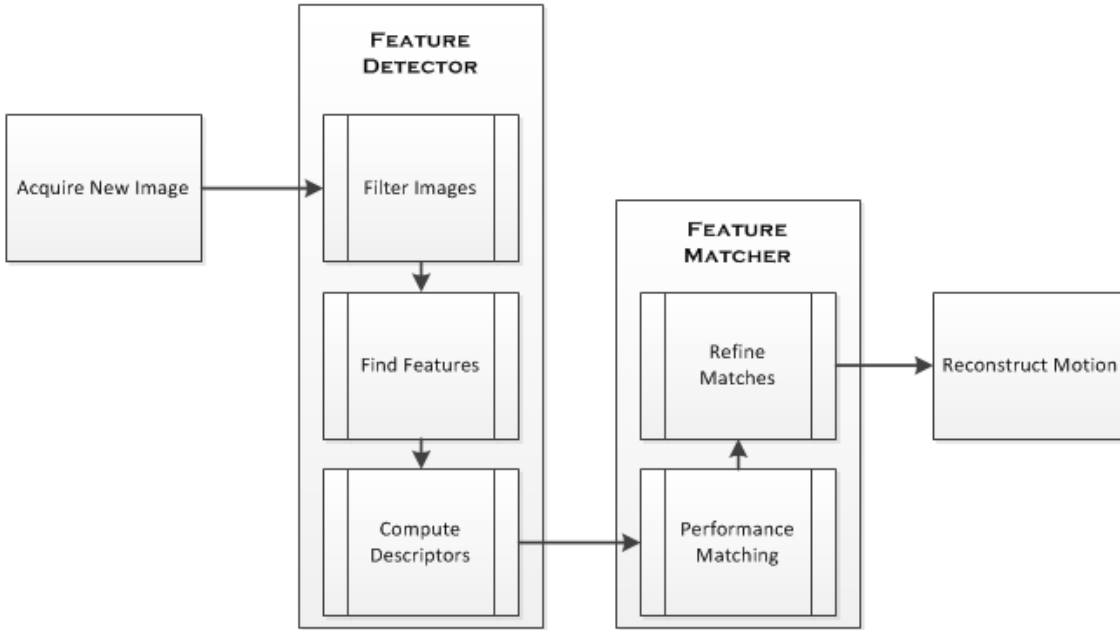 FEATURE
DETECTOR
Acquire New Image
Filter Images
Find Features
Compute
Descriptors
FEATURE
MATCHER
Performance
Matching
Refine
Matches
Reconstruct Motion